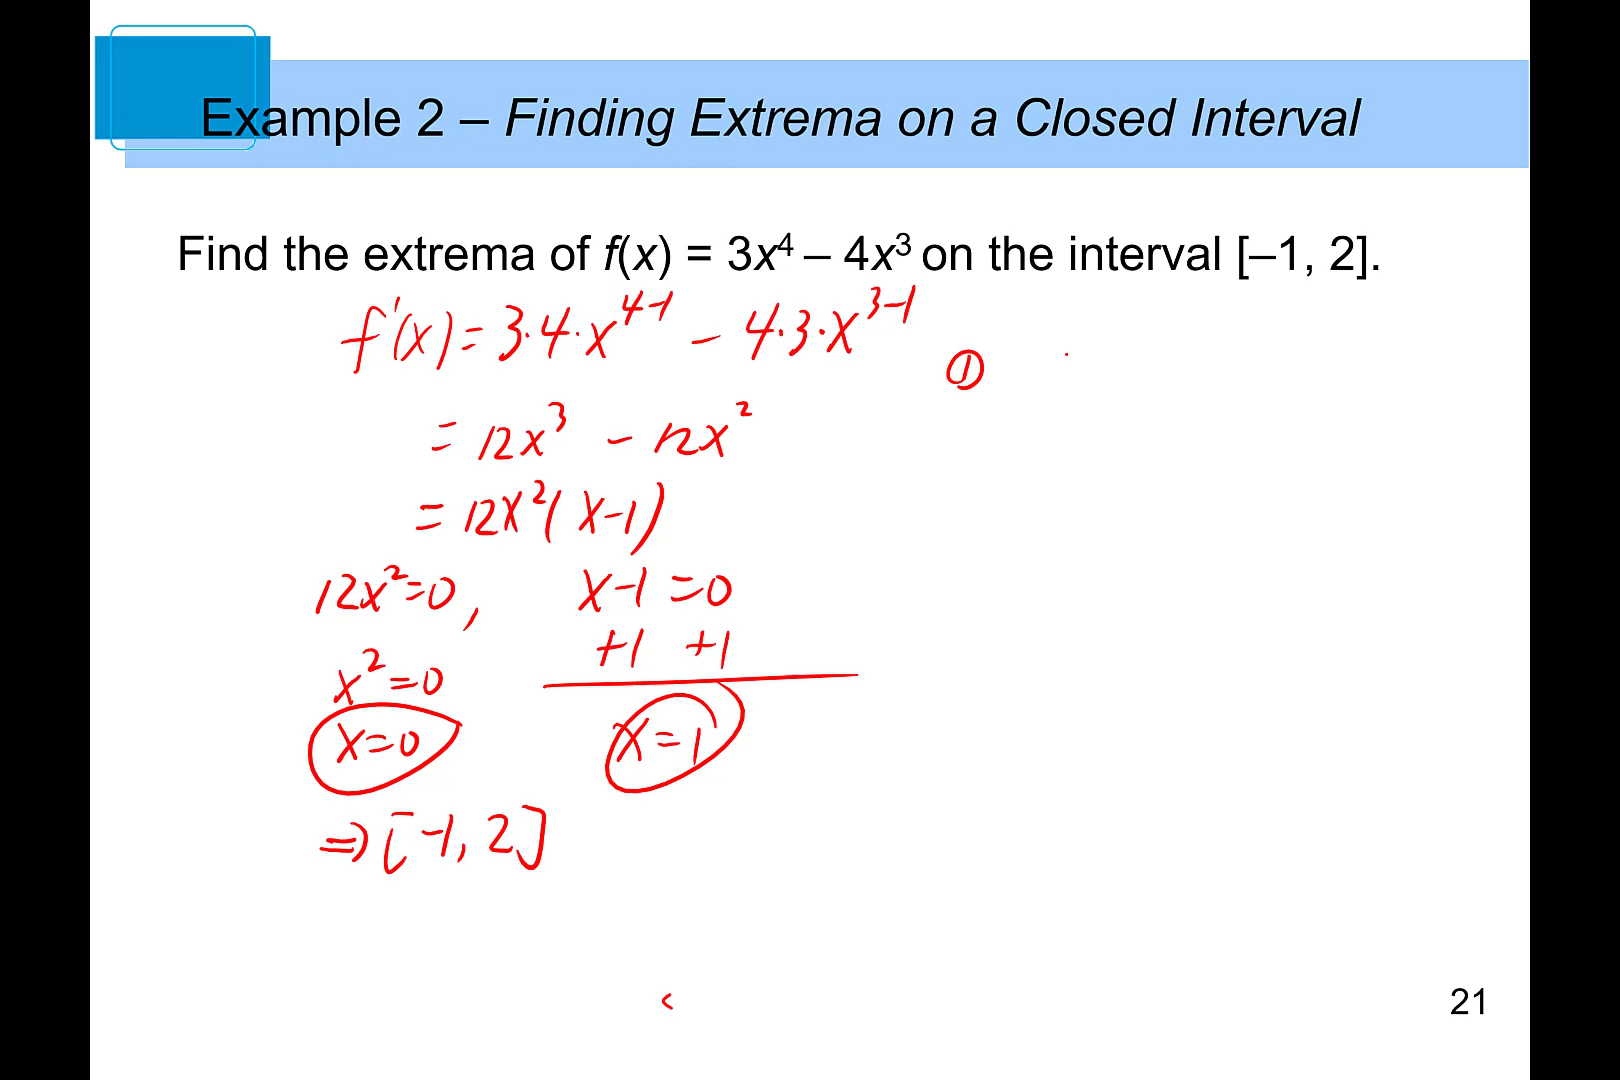 Example 2 – Finding Extrema on a Closed Interval
Find the extrema of f(x) = 3x⁴ – 4x³ on the interval [–1, 2].
f'(x) = 3·4·x⁴⁻¹ – 4·3·x³⁻¹
①
= 12x³ – 12x²
= 12x²(x–1)
12x²=0, x–1=0
+1 +1
x²=0
x=0 x=1
⇒ [-1, 2]
21